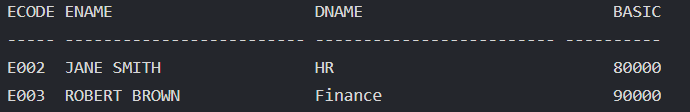 ECODE ENAME                     DNAME                          BASIC
----- ------------------------- ------------------------- ----------
E002  JANE SMITH                HR                             80000
E003  ROBERT BROWN              Finance                        90000